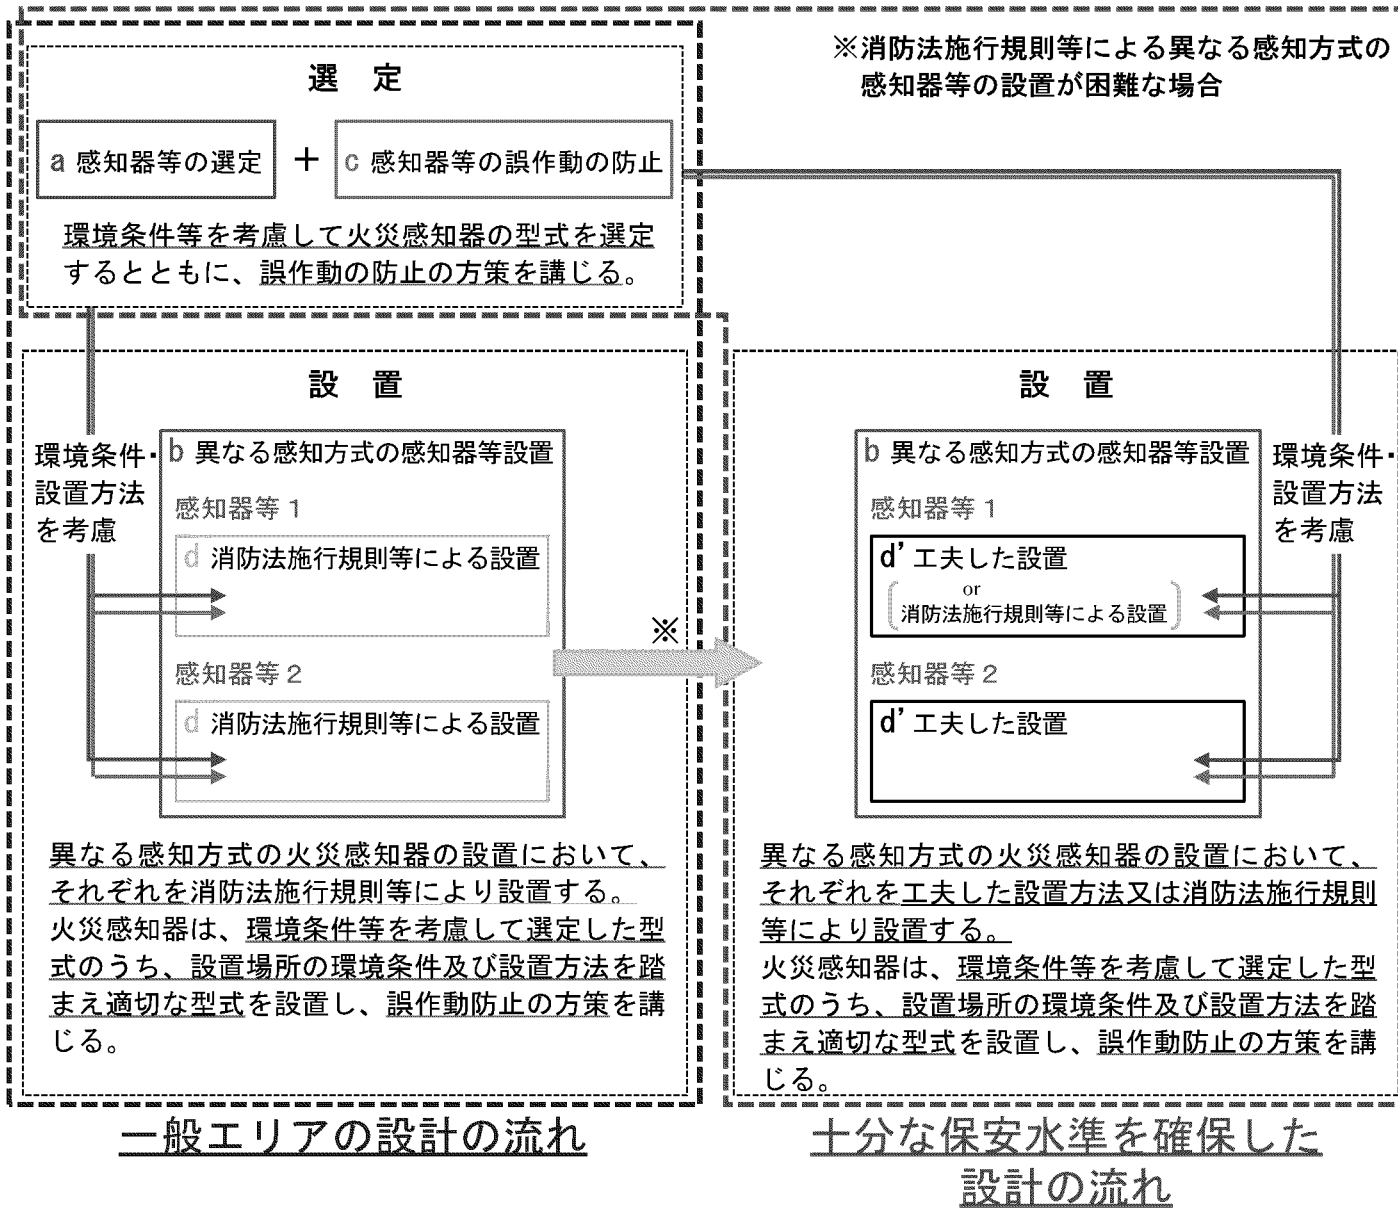 ※消防法施行規則等による異なる感知方式の
感知器等の設置が困難な場合
選 定
a 感知器等の選定
+
c 感知器等の誤作動の防止
環境条件等を考慮して火災感知器の型式を選定
するとともに、誤作動の防止の方策を講じる。
設 置
環境条件・
設置方法
を考慮
b 異なる感知方式の感知器等設置
感知器等1
d 消防法施行規則等による設置
感知器等2
d 消防法施行規則等による設置
※
異なる感知方式の火災感知器の設置において、
それぞれを消防法施行規則等により設置する。
火災感知器は、環境条件等を考慮して選定した型
式のうち、設置場所の環境条件及び設置方法を踏
まえ適切な型式を設置し、誤作動防止の方策を講
じる。
一般エリアの設計の流れ
設 置
b 異なる感知方式の感知器等設置
環境条件・
設置方法
を考慮
感知器等1
d’工夫した設置
or
消防法施行規則等による設置
感知器等2
d’工夫した設置
異なる感知方式の火災感知器の設置において、
それぞれを工夫した設置方法又は消防法施行規則
等により設置する。
火災感知器は、環境条件等を考慮して選定した型
式のうち、設置場所の環境条件及び設置方法を踏
まえ適切な型式を設置し、誤作動防止の方策を講
じる。
十分な保安水準を確保した
設計の流れ